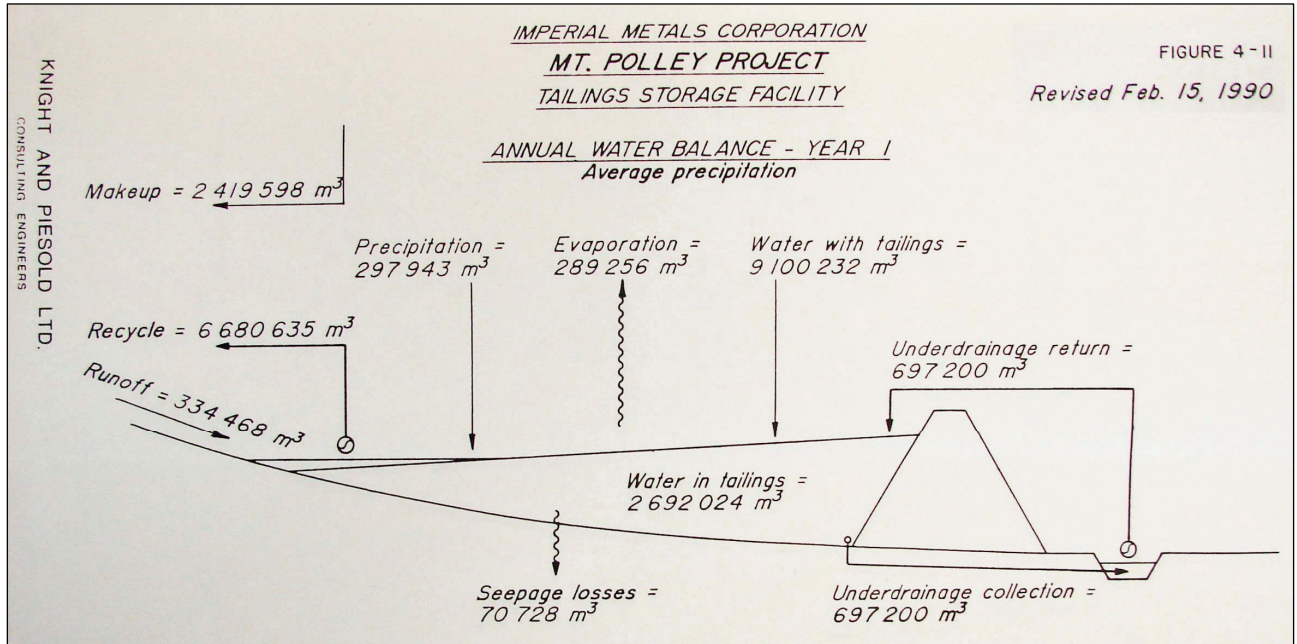 IMPERIAL METALS CORPORATION
MT. POLLEY PROJECT
TAILINGS STORAGE FACILITY
FIGURE 4-11
Revised Feb. 15, 1990
ANNUAL WATER BALANCE - YEAR 1
Average precipitation
KNIGHT AND PIESOLD LTD.
CONSULTING ENGINEERS
Makeup = 2 419 598 m³
Precipitation =
297 943 m³
Evaporation =
289 256 m³
Water with tailings =
9 100 232 m³
Recycle = 6 680 635 m³
Underdrainage return =
697 200 m³
Runoff = 334 468 m³
Water in tailings =
2 692 024 m³
Seepage losses =
70 728 m³
Underdrainage collection =
697 200 m³